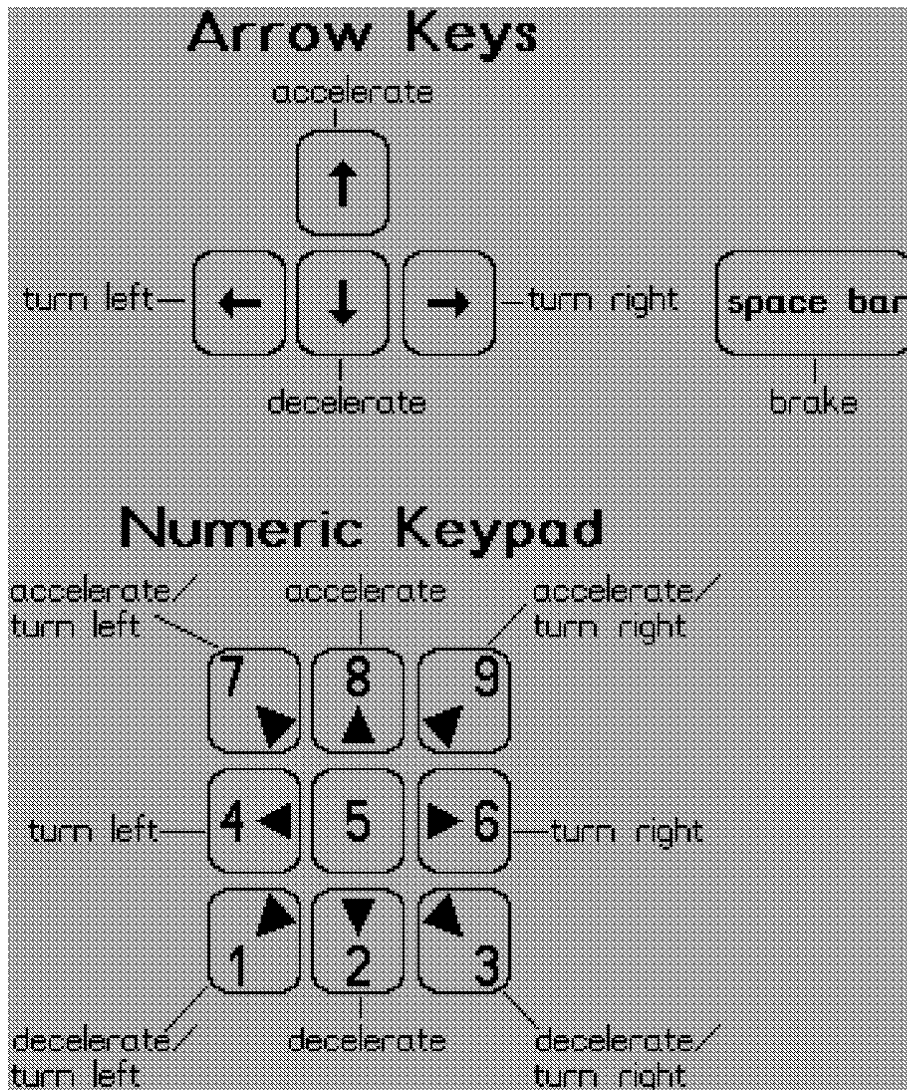 Arrow Keys
accelerate
turn left
turn right
space bar
decelerate
brake
Numeric Keypad
accelerate/ accelerate accelerate/
turn left turn right
7 8 9
turn left 4 5 6 turn right
1 2 3
decelerate/ decelerate decelerate/
turn left turn right